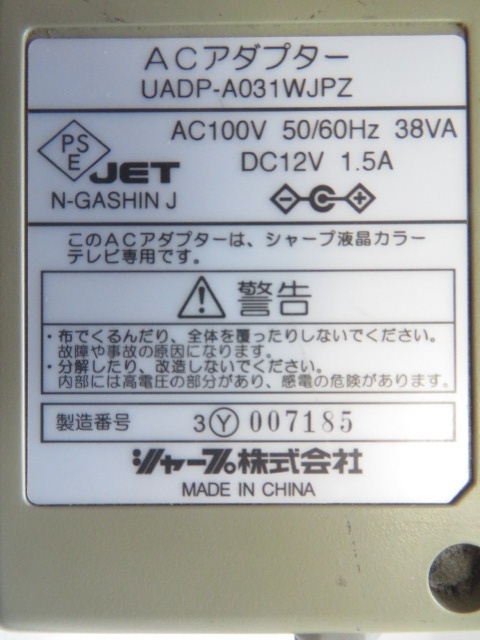 ACアダプター
UADP-A031WJPZ
PS
E
JET
N-GASHIN J
AC100V 50/60Hz 38VA
DC12V 1.5A
このACアダプターは、シャープ液晶カラー
テレビ専用です。
警告
・布でくるんだり、全体を覆ったりしないでください。
故障や事故の原因になります。
・分解したり、改造しないでください。
内部には高電圧の部分があり、感電の危険があります。
製造番号 3Ⓨ007185
シャープ株式会社
MADE IN CHINA